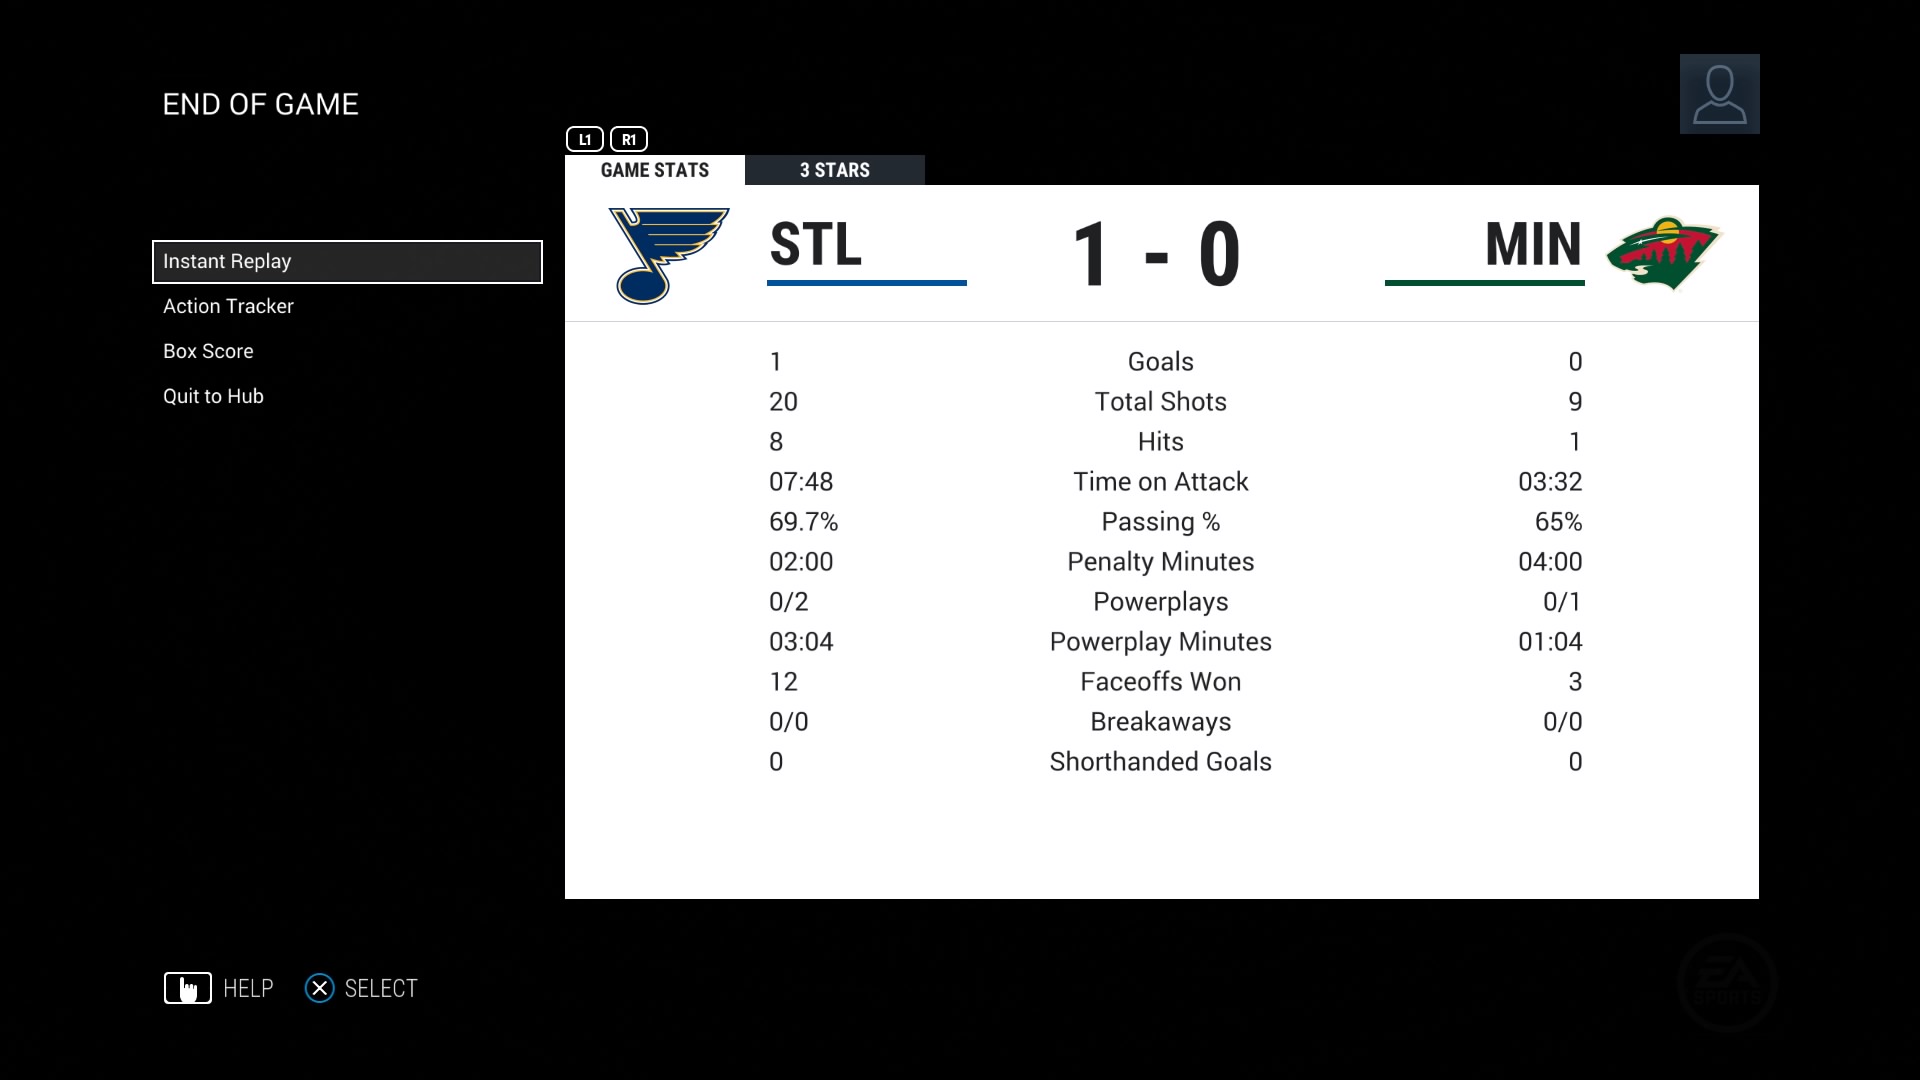 END OF GAME
L1 R1
GAME STATS 3 STARS
STL 1 - 0 MIN
Instant Replay
Action Tracker
Box Score
Quit to Hub
1 Goals 0
20 Total Shots 9
8 Hits 1
07:48 Time on Attack 03:32
69.7% Passing % 65%
02:00 Penalty Minutes 04:00
0/2 Powerplays 0/1
03:04 Powerplay Minutes 01:04
12 Faceoffs Won 3
0/0 Breakaways 0/0
0 Shorthanded Goals 0
HELP SELECT
EA
SPORTS